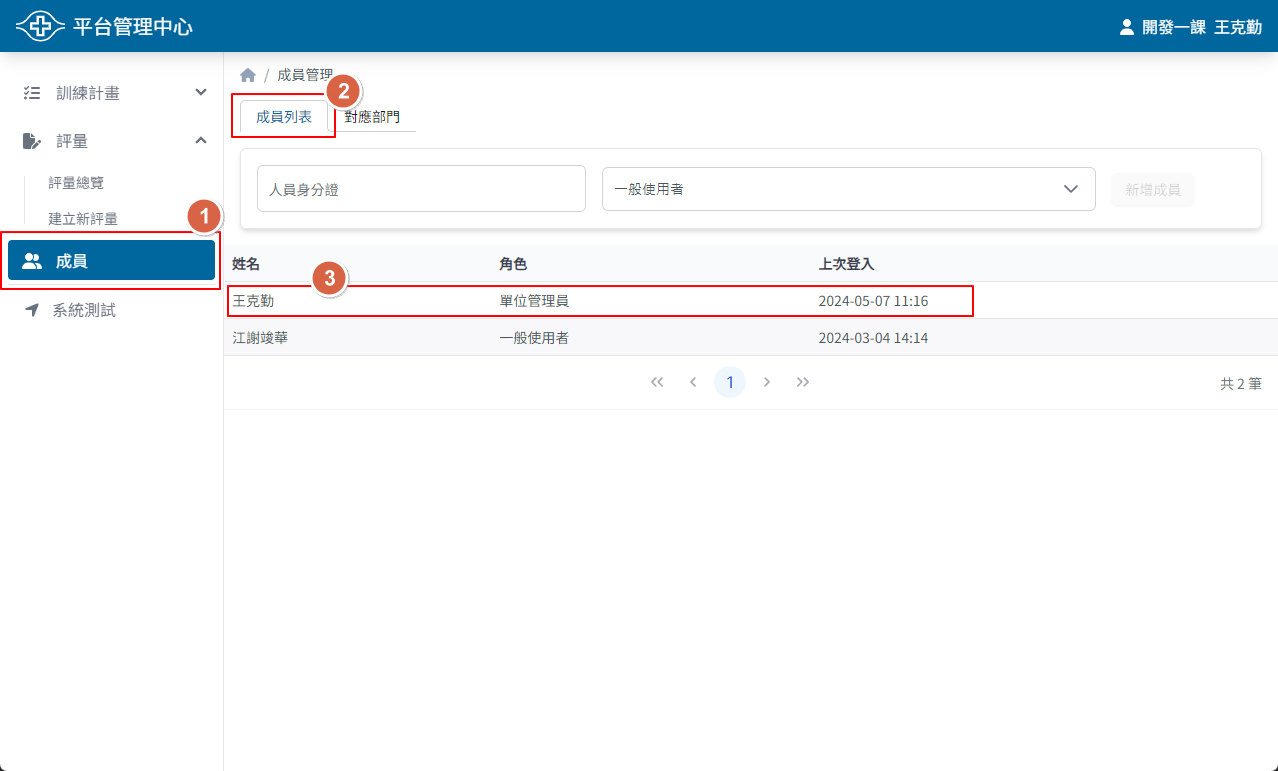 平台管理中心
開發一課 王克勤
訓練計畫
評量
評量總覽
建立新評量
1
成員
系統測試
/ 成員管理
2
成員列表
對應部門
人員身分證
一般使用者
新增成員
姓名 角色 上次登入
3
王克勤 單位管理員 2024-05-07 11:16
江謝竣華 一般使用者 2024-03-04 14:14
1
共 2 筆